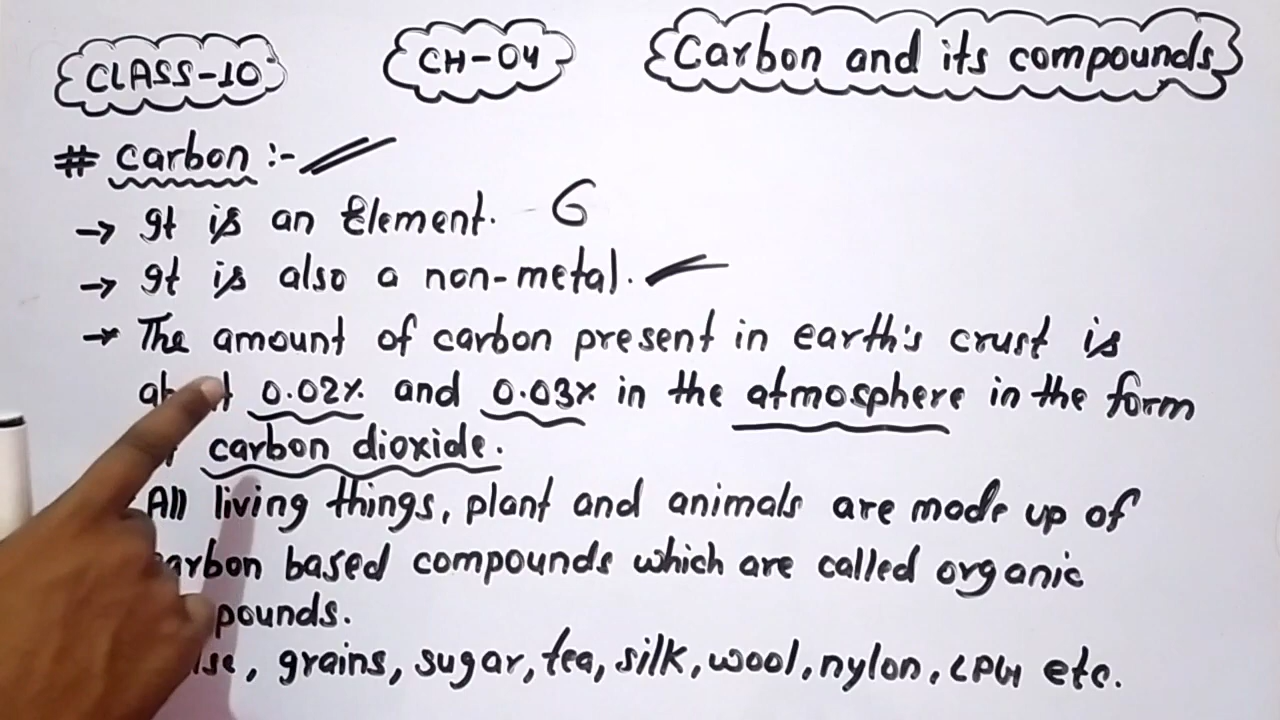 CLASS-10 CH-04 Carbon and its compounds
# Carbon :-
→ It is an Element. 6
→ It is also a non-metal.
→ The amount of carbon present in earth's crust is
0.02% and 0.03% in the atmosphere in the form
carbon dioxide.
All living things, plant and animals are made up of
carbon based compounds which are called organic
pounds.
grains, sugar, tea, silk, wool, nylon, LPG etc.